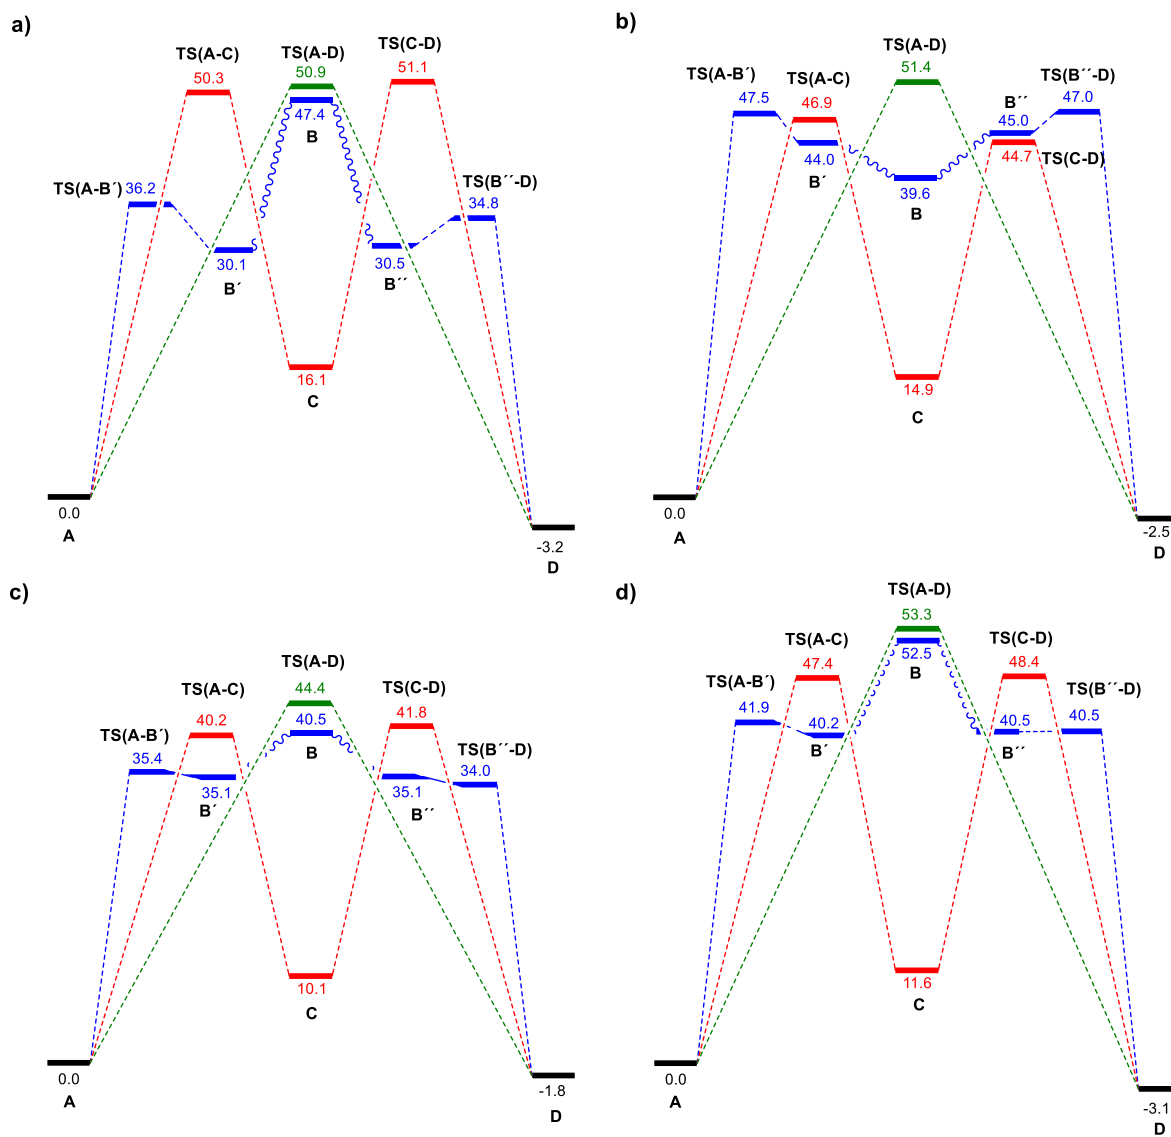 a)
TS(A-C)
50.3
TS(A-D)
50.9
47.4
B
TS(C-D)
51.1
TS(A-B´)
36.2
30.1
B´
TS(B´´-D)
34.8
30.5
B´´
16.1
C
0.0
A
-3.2
D
b)
TS(A-D)
51.4
TS(A-B´)
47.5
TS(A-C)
46.9
44.0
B´
TS(B´´-D)
47.0
B´´
45.0
44.7
TS(C-D)
39.6
B
14.9
C
0.0
A
-2.5
D
c)
TS(A-D)
44.4
40.5
B
TS(A-C)
40.2
TS(C-D)
41.8
TS(A-B´)
35.4
35.1
B´
TS(B´´-D)
34.0
35.1
B´´
10.1
C
0.0
A
-1.8
D
d)
TS(A-D)
53.3
52.5
B
TS(A-C)
47.4
TS(C-D)
48.4
TS(A-B´)
41.9
40.2
B´
TS(B´´-D)
40.5
40.5
B´´
11.6
C
0.0
A
-3.1
D